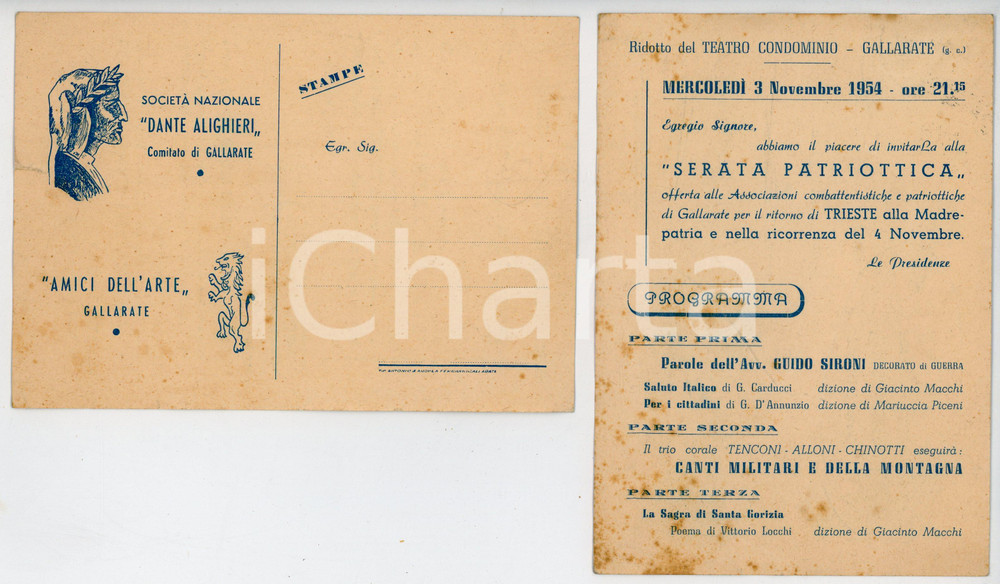 SOCIETÀ NAZIONALE
"DANTE ALIGHIERI„
Comitato di GALLARATE
"AMICI DELL'ARTE„
GALLARATE
STAMPE
Egr. Sig.
Ridotto del TEATRO CONDOMINIO - GALLARATE (g. c.)
MERCOLEDÌ 3 Novembre 1954 - ore 21.15
Egregio Signore,
abbiamo il piacere di invitarLa alla
"SERATA PATRIOTTICA„
offerta alle Associazioni combattentistiche e patriottiche
di Gallarate per il ritorno di TRIESTE alla Madre-
patria e nella ricorrenza del 4 Novembre.
Le Presidenze
PROGRAMMA
PARTE PRIMA
Parole dell'Avv. GUIDO SIRONI DECORATO DI GUERRA
Saluto Italico di G. Carducci dizione di Giacinto Macchi
Per i cittadini di G. D'Annunzio dizione di Mariuccia Piceni
PARTE SECONDA
Il trio corale TENCONI - ALLONI - CHINOTTI eseguirà:
CANTI MILITARI E DELLA MONTAGNA
PARTE TERZA
La Sagra di Santa Gorizia
Poema di Vittorio Locchi dizione di Giacinto Macchi
iCharta